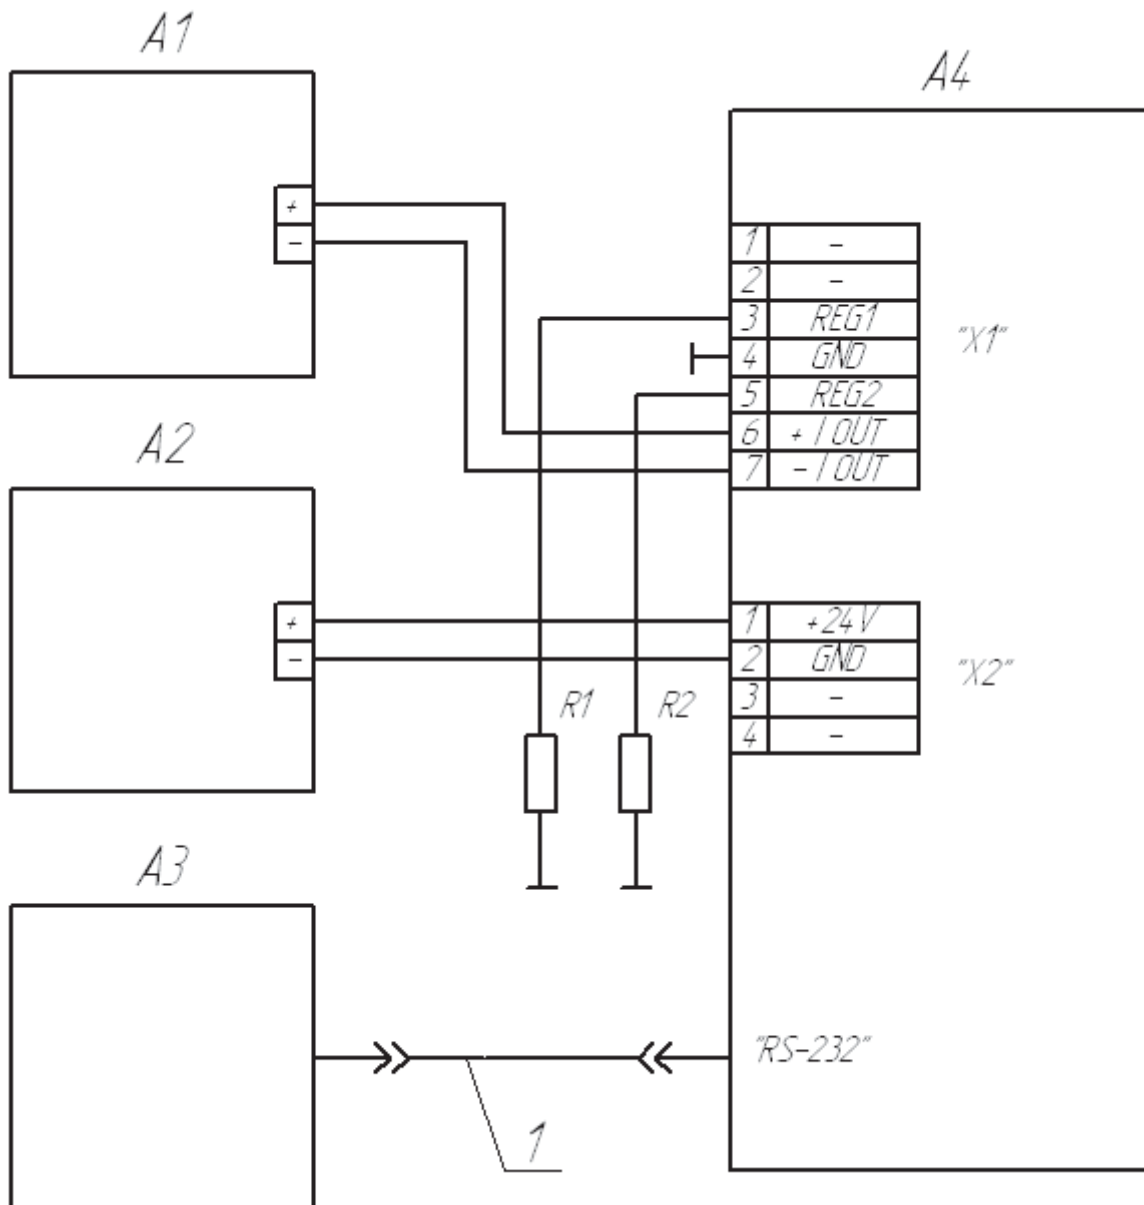 A1
A4
+
-
1 -
2 -
3 REG1
4 GND
5 REG2
6 + I OUT
7 - I OUT
"X1"
A2
+
-
1 +24V
2 GND
3 -
4 -
"X2"
R1 R2
A3
"RS-232"
1